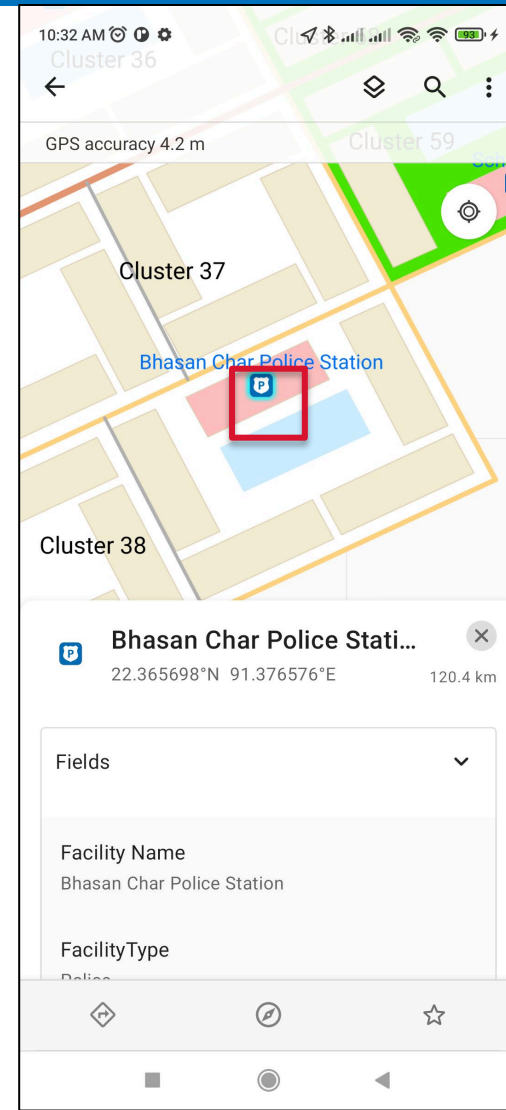 10:32 AM
93
Cluster 36
Cluster 59
GPS accuracy 4.2 m
Cluster 37
Bhasan Char Police Station
P
Cluster 38
P
Bhasan Char Police Stati...
22.365698°N 91.376576°E
120.4 km
Fields
Facility Name
Bhasan Char Police Station
FacilityType
Police